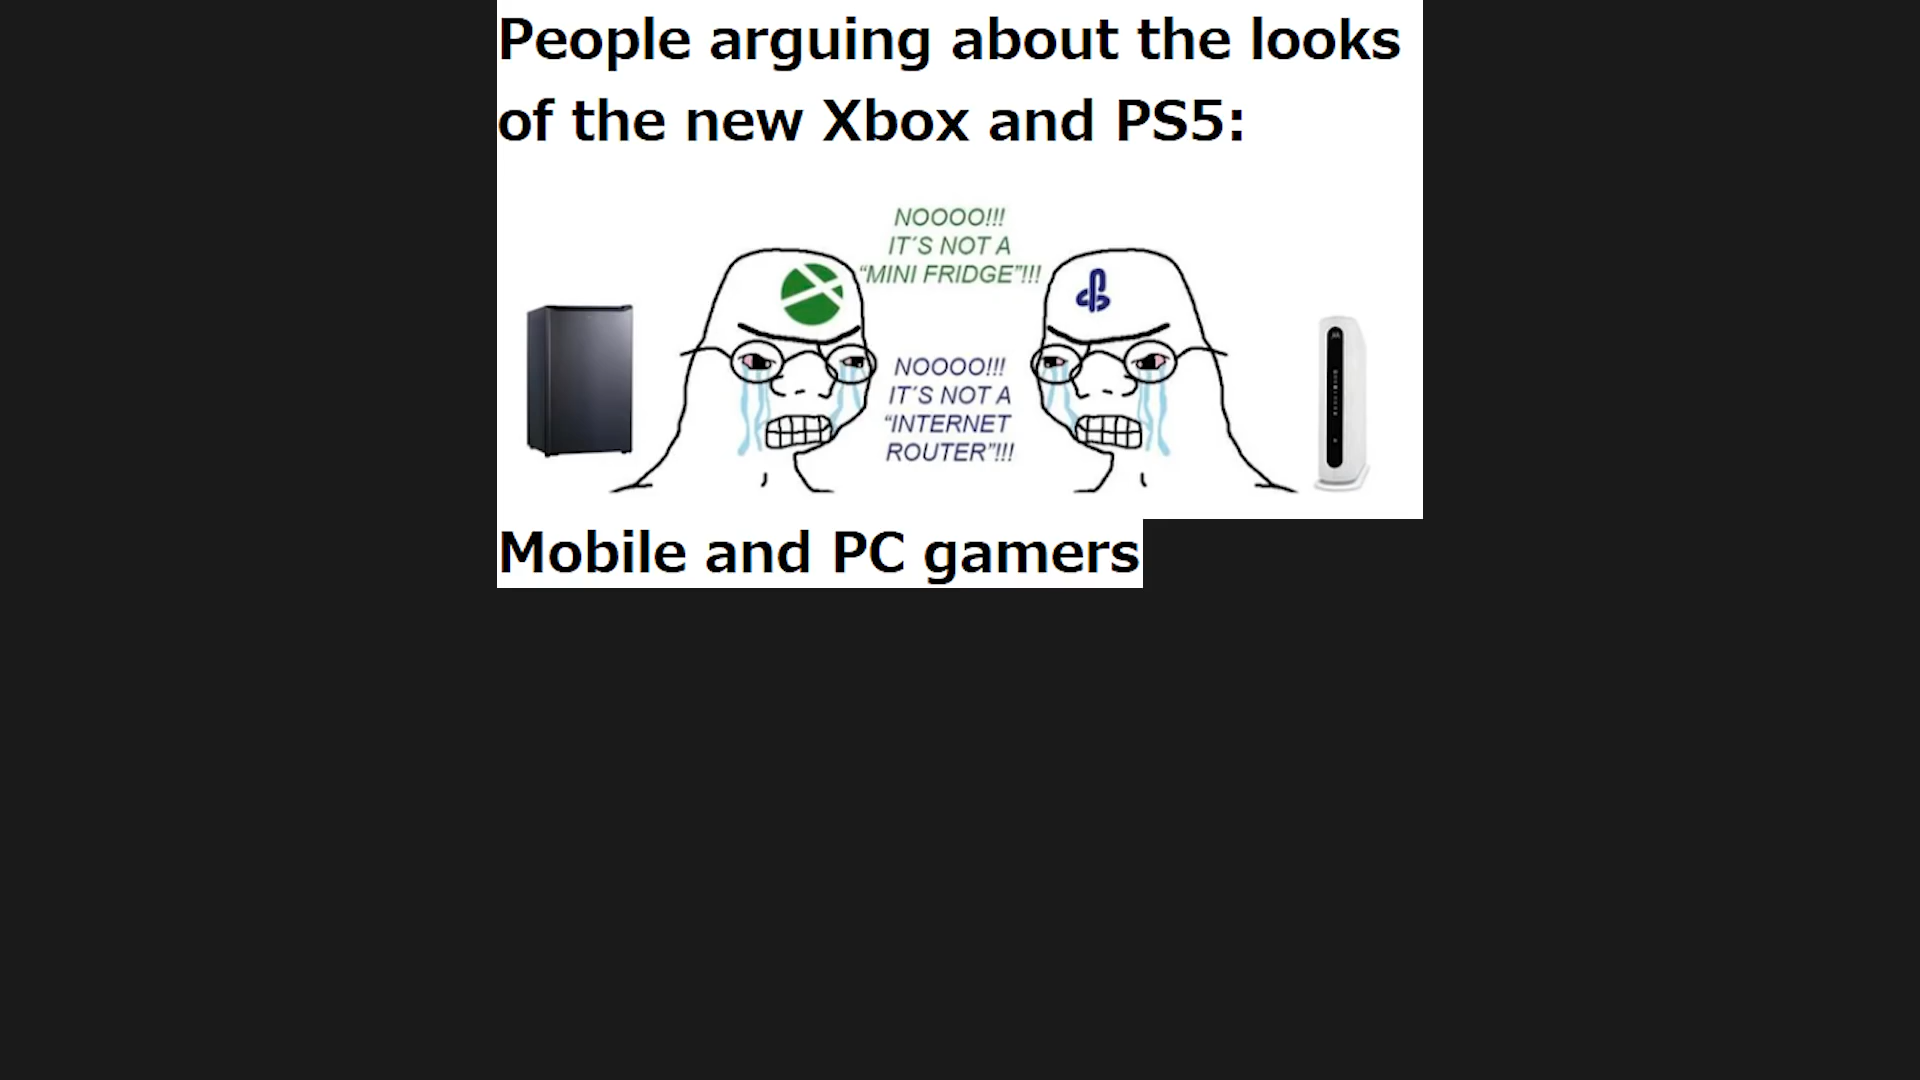 People arguing about the looks
of the new Xbox and PS5:
NOOOO!!!
IT´S NOT A
“MINI FRIDGE”!!!
NOOOO!!!
IT´S NOT A
“INTERNET
ROUTER”!!!
Mobile and PC gamers